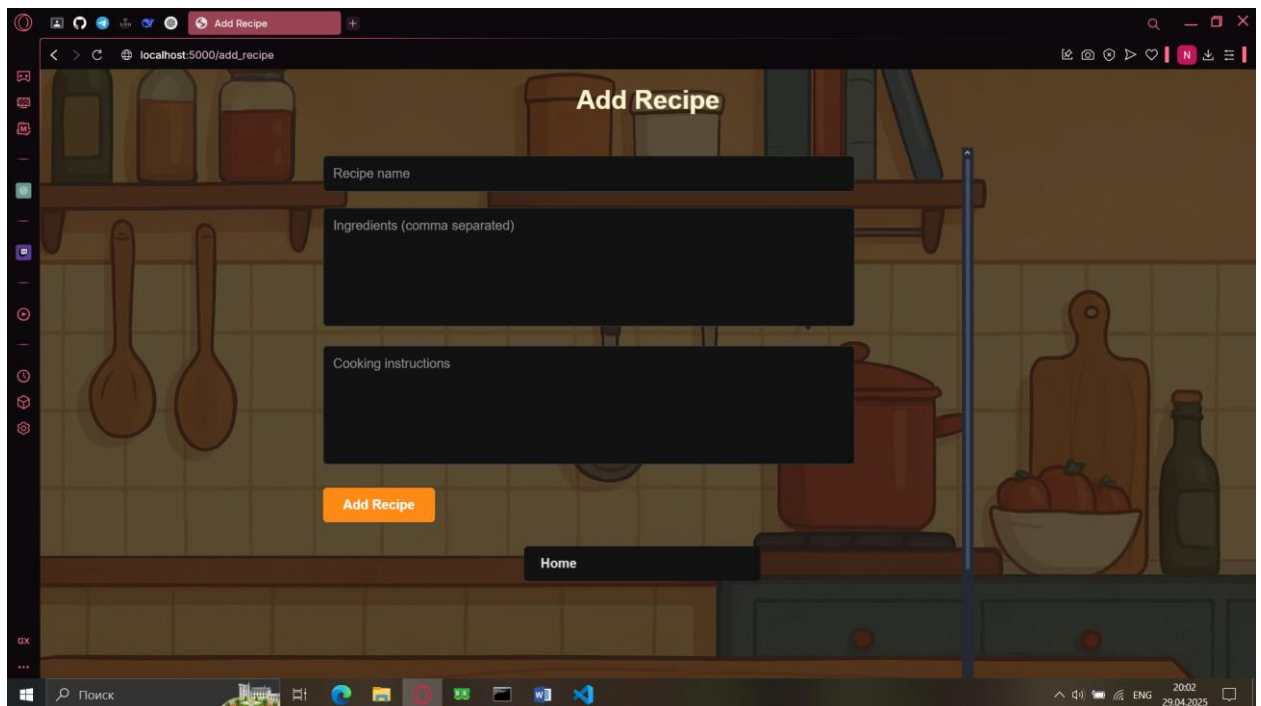 Add Recipe
localhost:5000/add_recipe
N
Add Recipe
Recipe name
Ingredients (comma separated)
Cooking instructions
Add Recipe
Home
GX
Поиск
ENG
20:02
29.04.2025